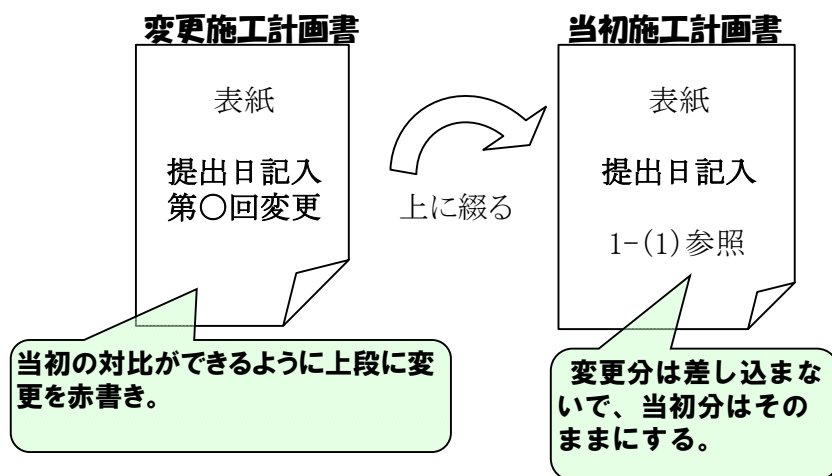 変更施工計画書
表紙
提出日記入
第〇回変更
上に綴る
当初の対比ができるように上段に変
更を赤書き。
当初施工計画書
表紙
提出日記入
1-(1)参照
変更分は差し込まな
いで、当初分はその
ままにする。